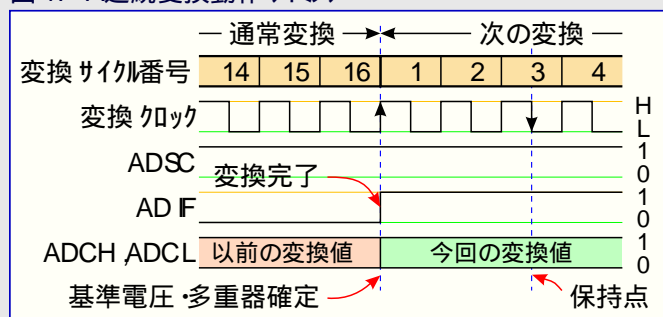 通常変換 次の変換
変換サイクル番号 14 15 16 1 2 3 4
変換クロック H L
ADSC 1 0
変換完了
ADIF 1 0
ADCH,ADCL 以前の変換値 今回の変換値 1 0
基準電圧・多重器確定 保持点